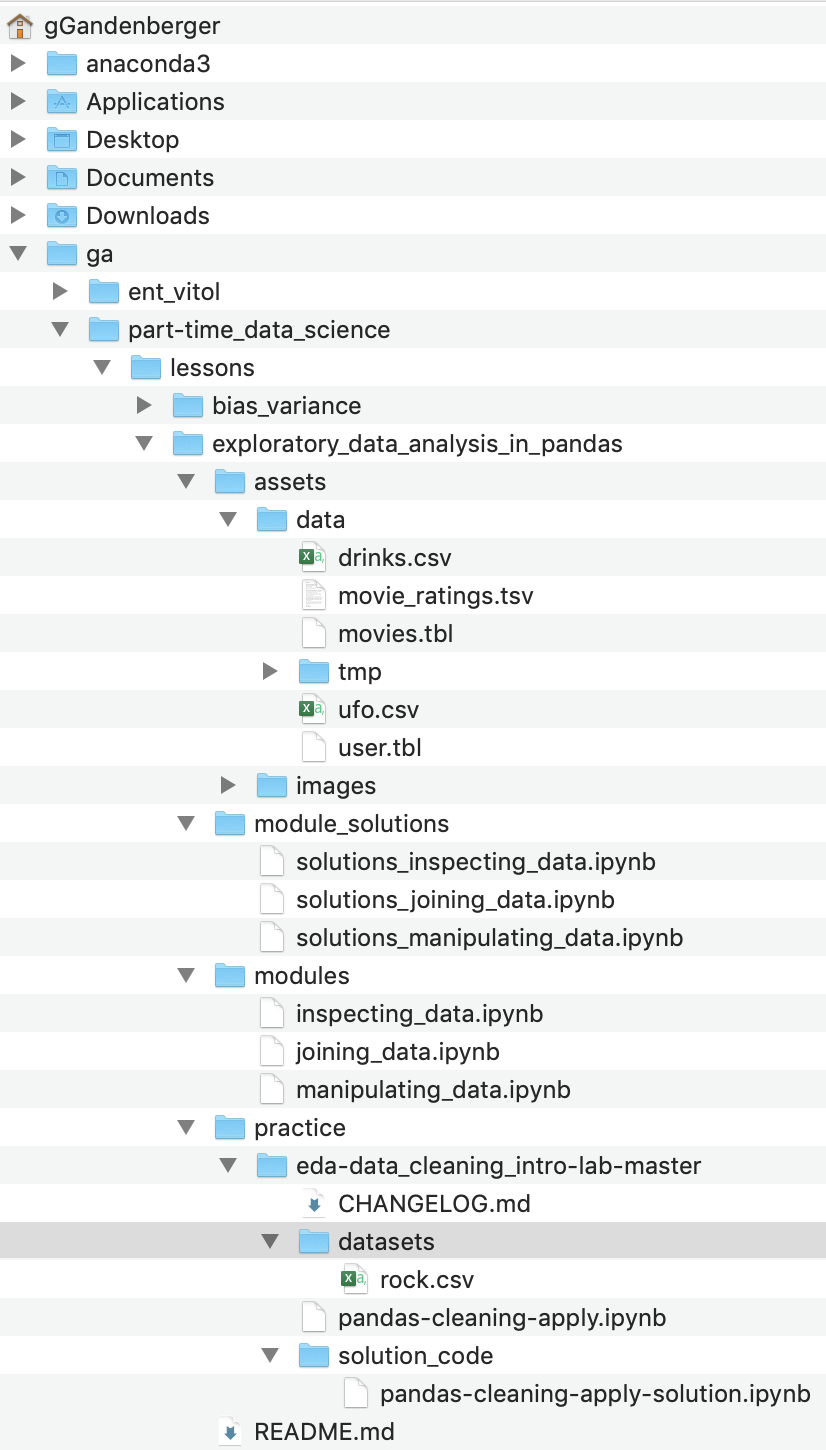 gGandenberger
anaconda3
Applications
Desktop
Documents
Downloads
ga
ent_vitol
part-time_data_science
lessons
bias_variance
exploratory_data_analysis_in_pandas
assets
data
drinks.csv
movie_ratings.tsv
movies.tbl
tmp
ufo.csv
user.tbl
images
module_solutions
solutions_inspecting_data.ipynb
solutions_joining_data.ipynb
solutions_manipulating_data.ipynb
modules
inspecting_data.ipynb
joining_data.ipynb
manipulating_data.ipynb
practice
eda-data_cleaning_intro-lab-master
CHANGELOG.md
datasets
rock.csv
pandas-cleaning-apply.ipynb
solution_code
pandas-cleaning-apply-solution.ipynb
README.md